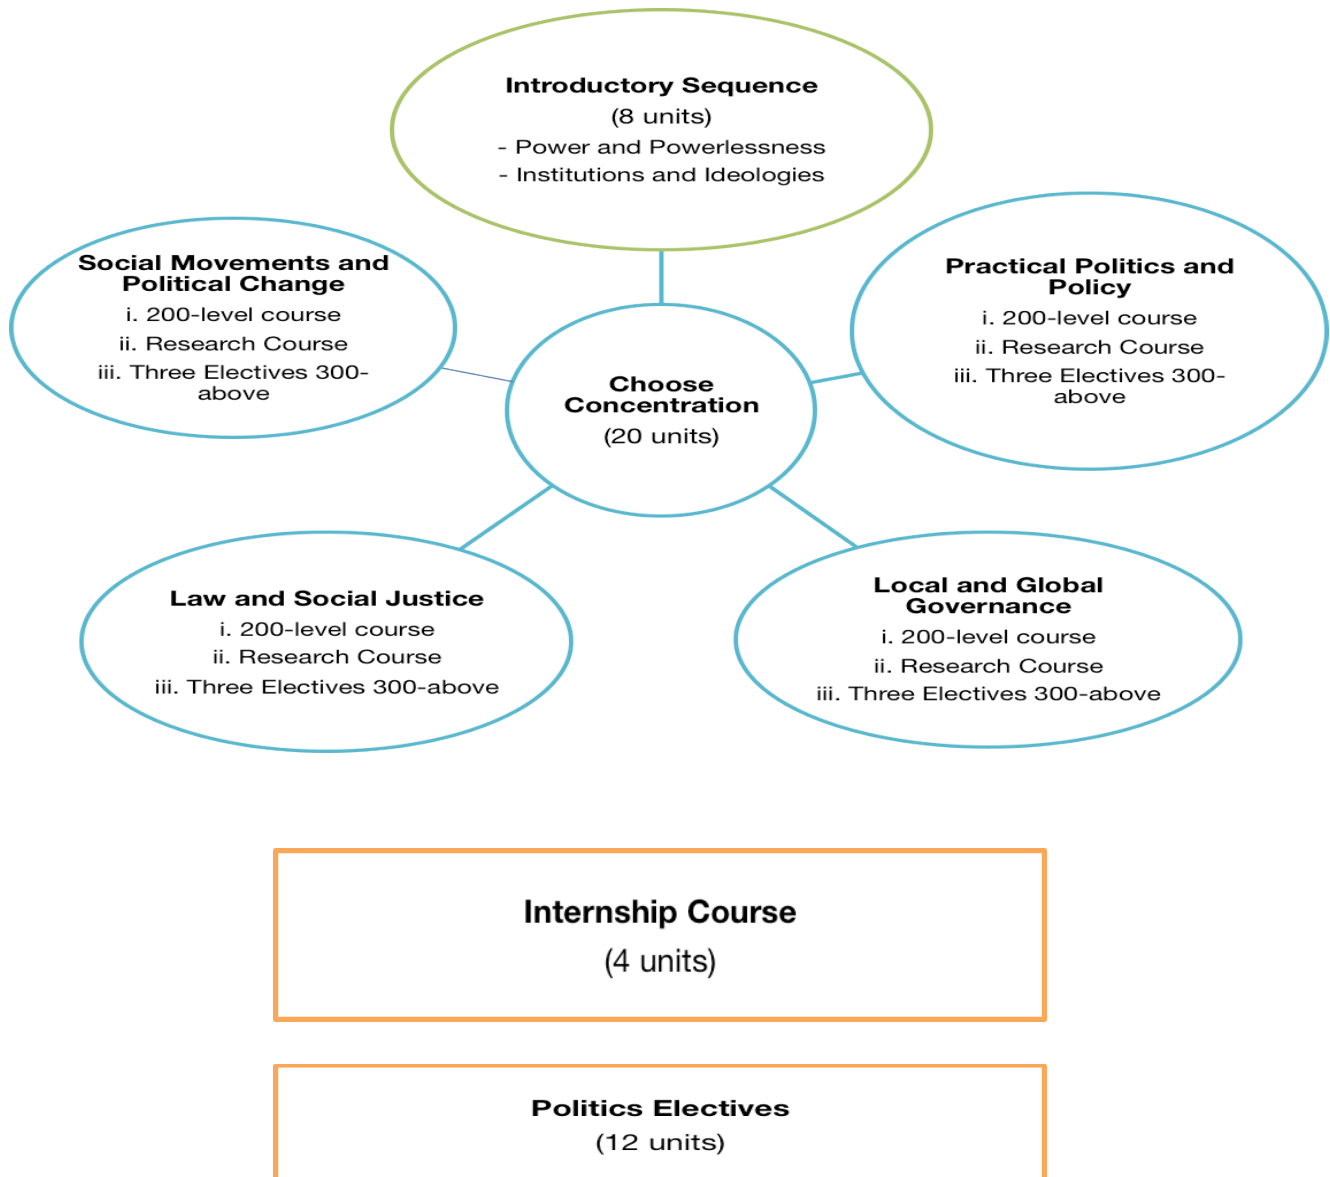 Introductory Sequence
(8 units)
- Power and Powerlessness
- Institutions and Ideologies
Social Movements and
Political Change
i. 200-level course
ii. Research Course
iii. Three Electives 300-
above
Practical Politics and
Policy
i. 200-level course
ii. Research Course
iii. Three Electives 300-
above
Choose
Concentration
(20 units)
Law and Social Justice
i. 200-level course
ii. Research Course
iii. Three Electives 300-above
Local and Global
Governance
i. 200-level course
ii. Research Course
iii. Three Electives 300-above
Internship Course
(4 units)
Politics Electives
(12 units)